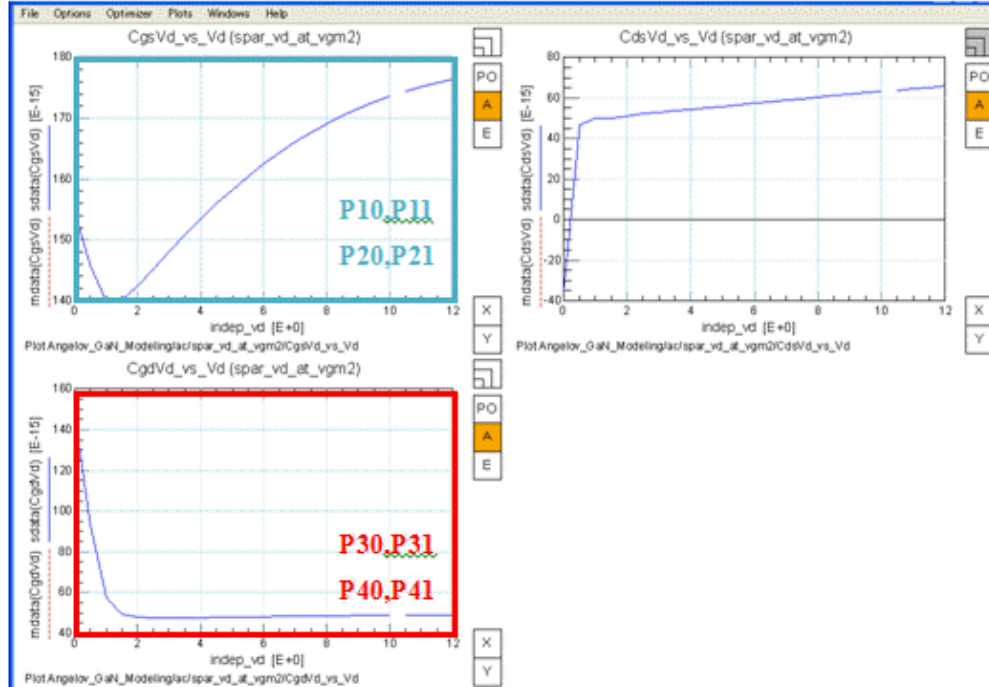 File Options Optimizer Plots Windows Help
CgsVd_vs_Vd (spar_vd_at_vgm2)
mdata(CgsVd) sdata(CgsVd) [E-15]
180
170
160
150
140
0 2 4 6 8 10 12
P10,P11
P20,P21
indep_vd [E+0]
Plot Angelov_GaN_Modeling/ac/spar_vd_at_vgm2/CgsVd_vs_Vd
PO
A
E
X
Y
CdsVd_vs_Vd (spar_vd_at_vgm2)
mdata(CdsVd) sdata(CdsVd) [E-15]
80
60
40
20
0
-20
-40
0 2 4 6 8 10 12
indep_vd [E+0]
Plot Angelov_GaN_Modeling/ac/spar_vd_at_vgm2/CdsVd_vs_Vd
PO
A
E
X
Y
CgdVd_vs_Vd (spar_vd_at_vgm2)
mdata(CgdVd) sdata(CgdVd) [E-15]
160
140
120
100
80
60
40
0 2 4 6 8 10 12
P30,P31
P40,P41
indep_vd [E+0]
Plot Angelov_GaN_Modeling/ac/spar_vd_at_vgm2/CgdVd_vs_Vd
PO
A
E
X
Y